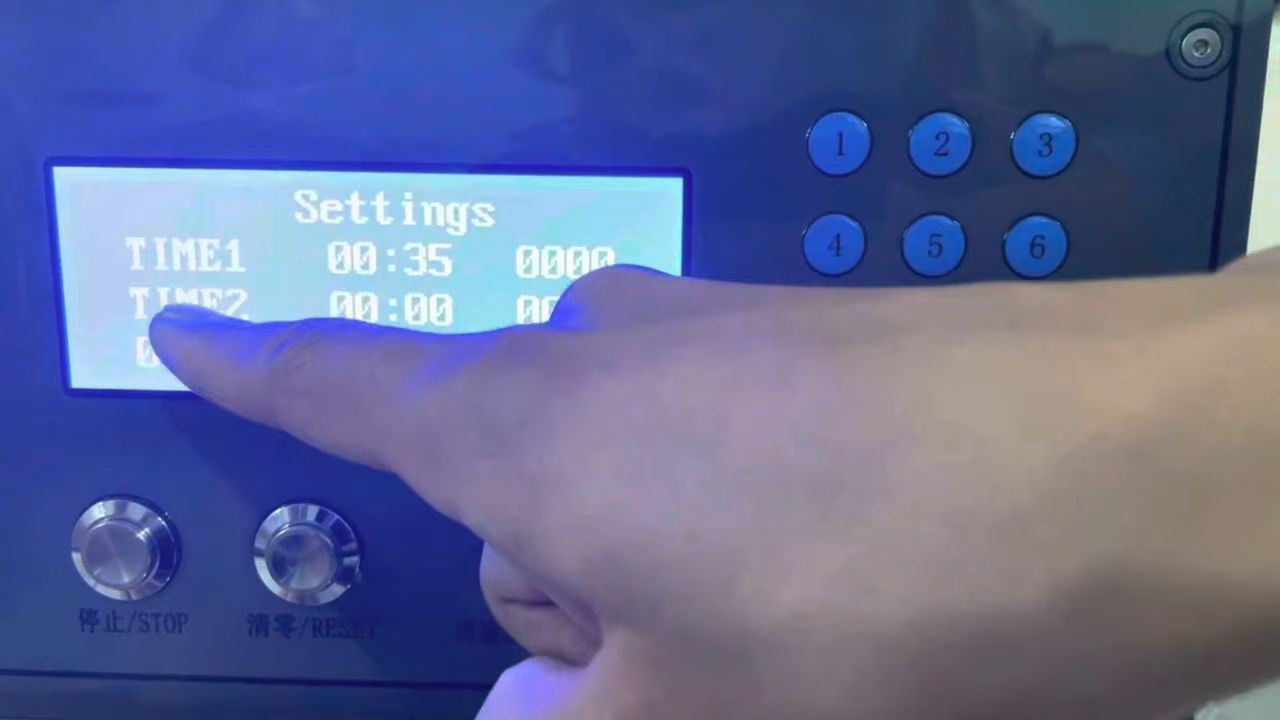 Settings
TIME1 00:35 0000
TIME2 00:00
1 2 3
4 5 6
停止/STOP 清零/RESET